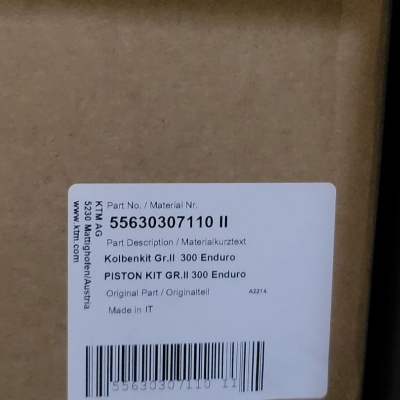 KTM AG
5230 Mattighofen/Austria
www.ktm.com
Part No. / Material Nr.
55630307110 II
Part Description / Materialkurztext
Kolbenkit Gr.II 300 Enduro
PISTON KIT GR.II 300 Enduro
Original Part / Originalteil A2214
Made in IT
55630307110 II